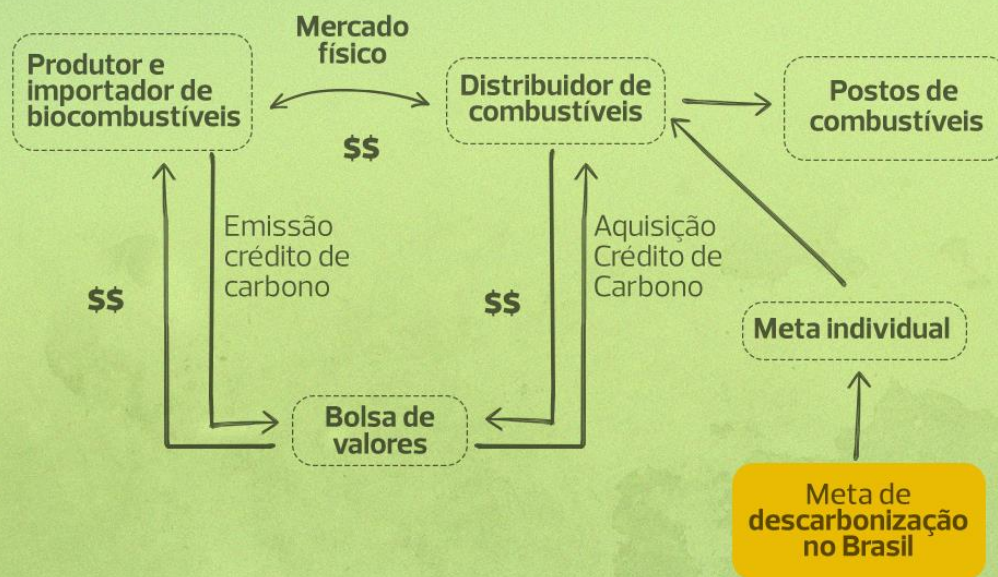 Mercado
físico
Produtor e
importador de
biocombustíveis
Distribuidor de
combustíveis
Postos de
combustíveis
$$
Emissão
crédito de
carbono
$$
Aquisição
Crédito de
Carbono
$$
Meta individual
Bolsa de
valores
Meta de
descarbonização
no Brasil